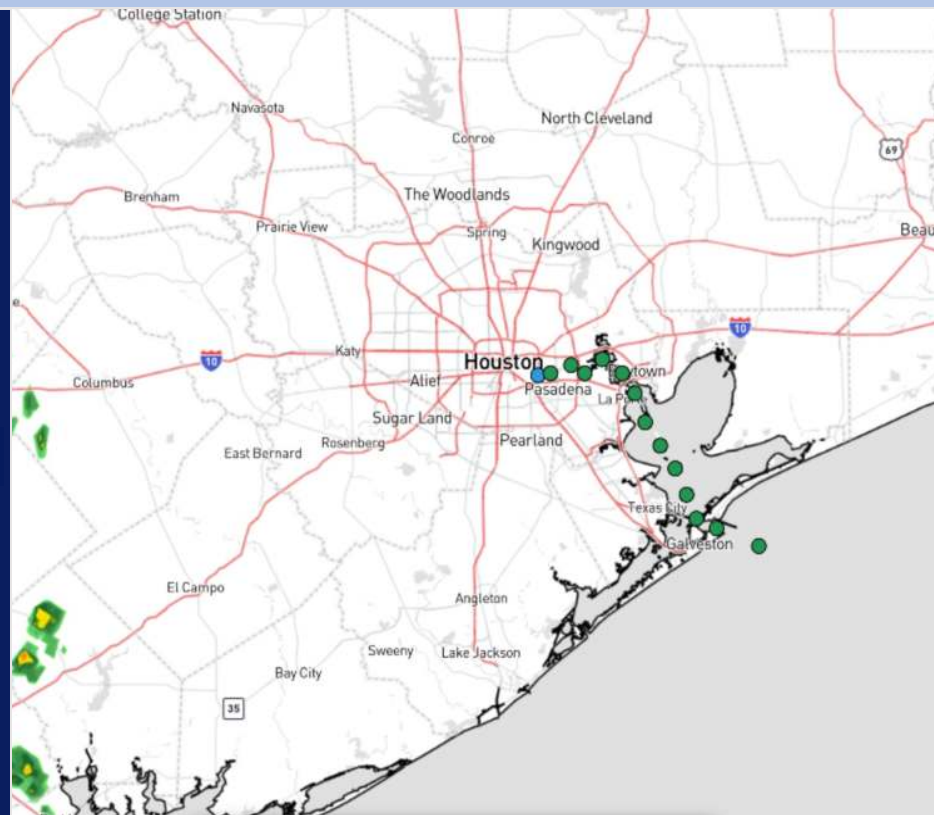 College Station
Navasota
Conroe
North Cleveland
69
Brenham
The Woodlands
Prairie View
Spring
Kingwood
Beau
e
10
Katy
Houston
10
Columbus
Alief
Pasadena
town
La Por
Sugar Land
East Bernard
Rosenberg
Pearland
Texas City
Galveston
El Campo
Angleton
Sweeny
Lake Jackson
Bay City
35